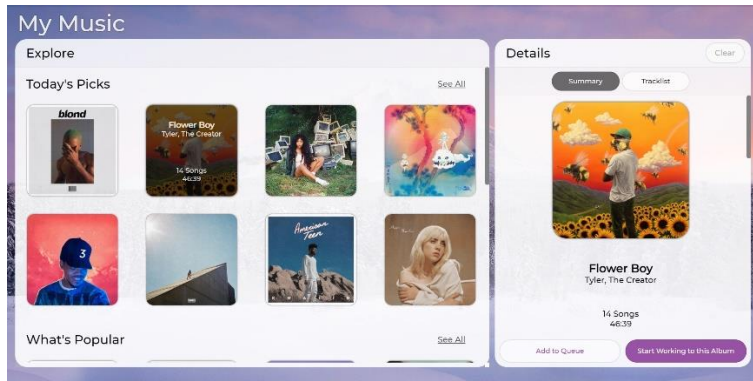 My Music
Explore
Today's Picks
See All
blond
Flower Boy
Tyler, The Creator
14 Songs
46:39
3
American
Teen
What's Popular
See All
Details
Clear
Summary
Tracklist
Flower Boy
Tyler, The Creator
14 Songs
46:39
Add to Queue
Start Working to this Album